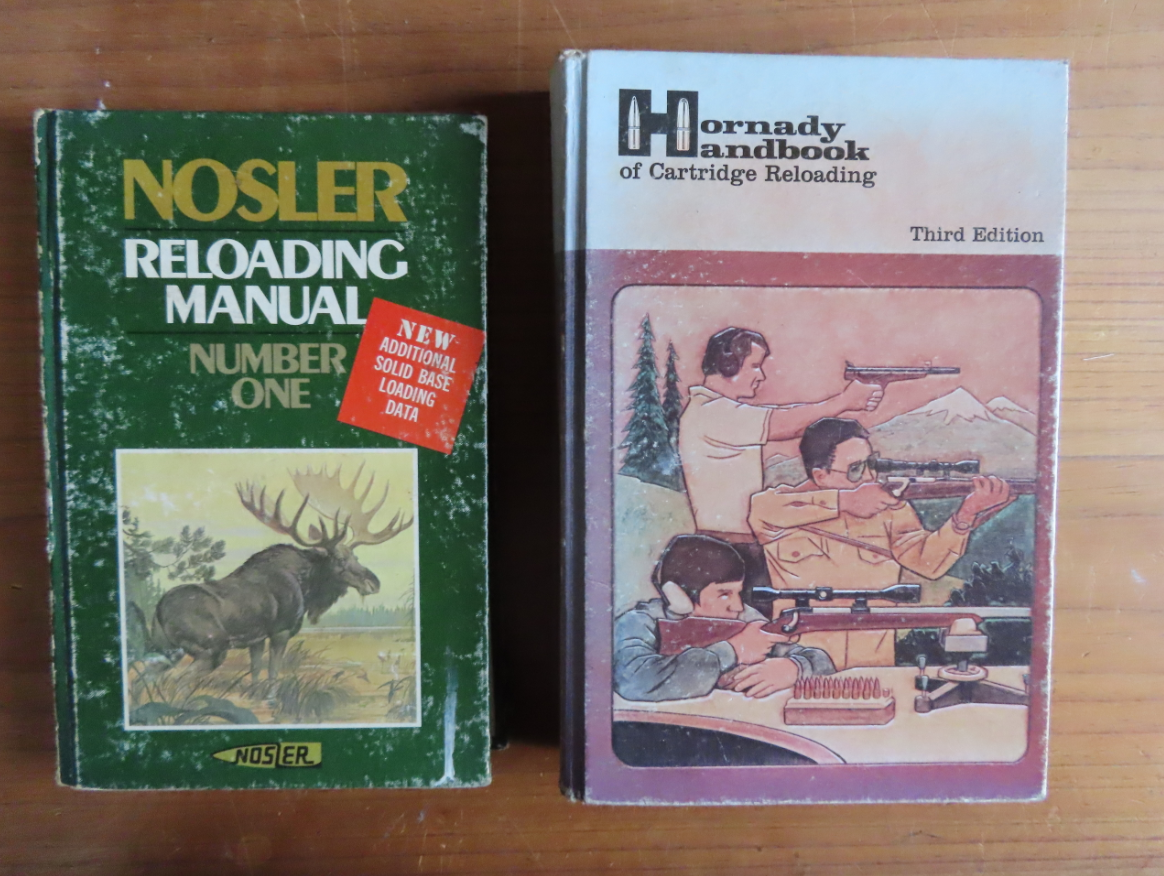 NOSLER
RELOADING
MANUAL
NUMBER
ONE
NEW
ADDITIONAL
SOLID BASE
LOADING
DATA
NOSLER
Hornady
Handbook
of Cartridge Reloading
Third Edition